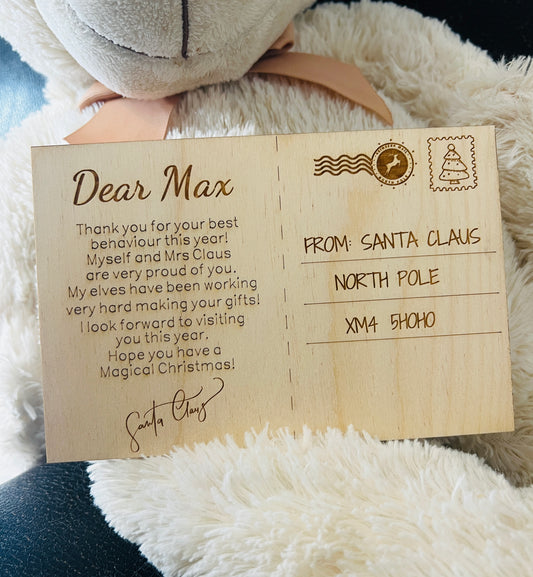 Dear Max
Thank you for your best
behaviour this year!
Myself and Mrs Claus
are very proud of you.
My elves have been working
very hard making your gifts!
I look forward to visiting
you this year.
Hope you have a
Magical Christmas!
Santa Claus
FROM: SANTA CLAUS
NORTH POLE
XM4 5HOHO